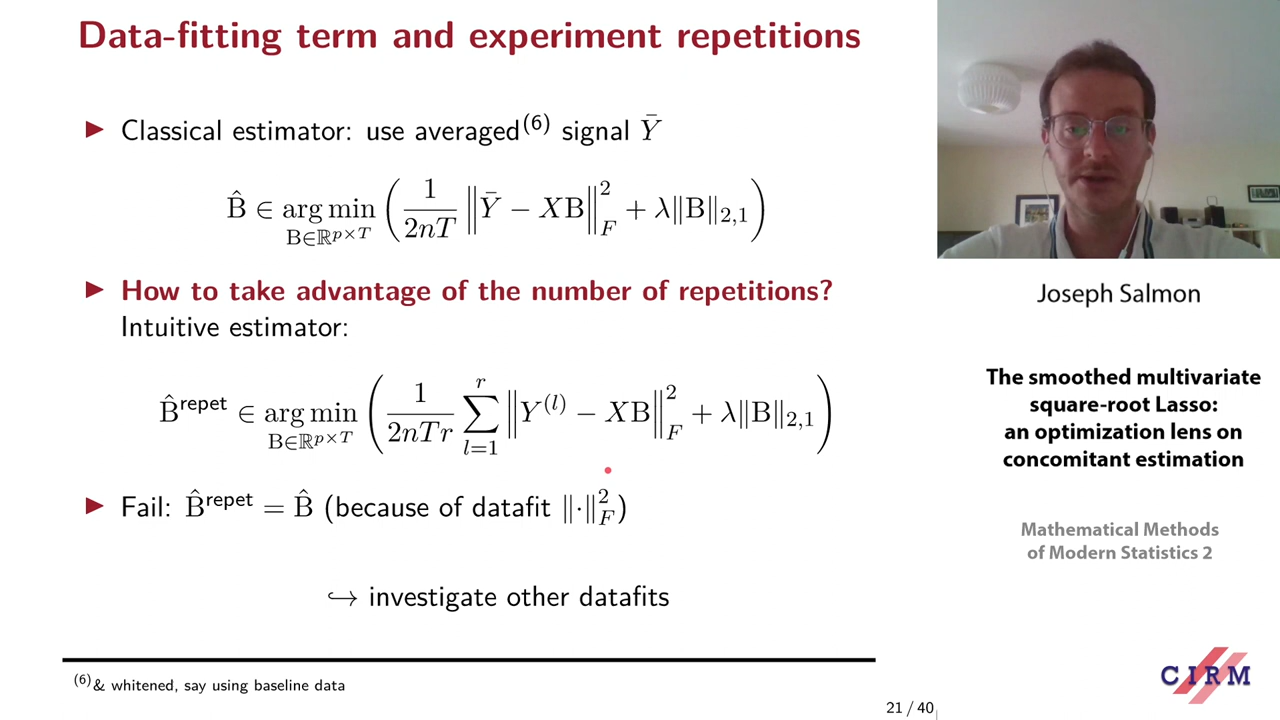 Data-fitting term and experiment repetitions
▶ Classical estimator: use averaged⁽⁶⁾ signal Ȳ
B̂ ∈ arg min_{B∈ℝ^{p×T}} ( 1/(2nT) ‖Ȳ − XB‖²_F + λ‖B‖_{2,1} )
▶ How to take advantage of the number of repetitions?
Intuitive estimator:
B̂^{repet} ∈ arg min_{B∈ℝ^{p×T}} ( 1/(2nTr) ∑_{l=1}^{r} ‖Y^{(l)} − XB‖²_F + λ‖B‖_{2,1} )
▶ Fail: B̂^{repet} = B̂ (because of datafit ‖·‖²_F)
↪ investigate other datafits
⁽⁶⁾& whitened, say using baseline data
21 / 40
Joseph Salmon
The smoothed multivariate
square-root Lasso:
an optimization lens on
concomitant estimation
Mathematical Methods
of Modern Statistics 2
CIRM